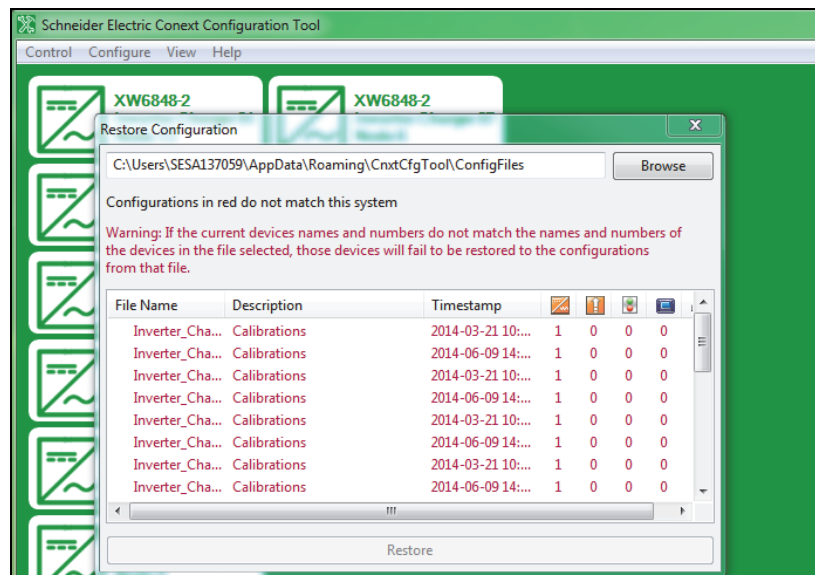 Schneider Electric Conext Configuration Tool
Control Configure View Help
XW6848-2 XW6848-2
Restore Configuration
C:\Users\SESA137059\AppData\Roaming\CnxtCfgTool\ConfigFiles Browse
Configurations in red do not match this system
Warning: If the current devices names and numbers do not match the names and numbers of
the devices in the file selected, those devices will fail to be restored to the configurations
from that file.
File Name Description Timestamp
Inverter_Cha... Calibrations 2014-03-21 10:... 1 0 0 0
Inverter_Cha... Calibrations 2014-06-09 14:... 1 0 0 0
Inverter_Cha... Calibrations 2014-03-21 10:... 1 0 0 0
Inverter_Cha... Calibrations 2014-06-09 14:... 1 0 0 0
Inverter_Cha... Calibrations 2014-03-21 10:... 1 0 0 0
Inverter_Cha... Calibrations 2014-06-09 14:... 1 0 0 0
Inverter_Cha... Calibrations 2014-03-21 10:... 1 0 0 0
Inverter_Cha... Calibrations 2014-06-09 14:... 1 0 0 0
Restore